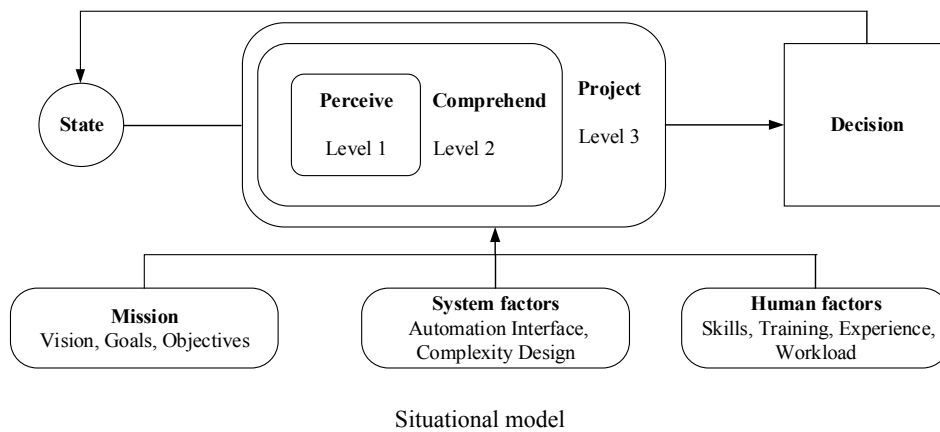 State
Perceive
Level 1
Comprehend
Level 2
Project
Level 3
Decision
Mission
Vision, Goals, Objectives
System factors
Automation Interface,
Complexity Design
Human factors
Skills, Training, Experience,
Workload
Situational model